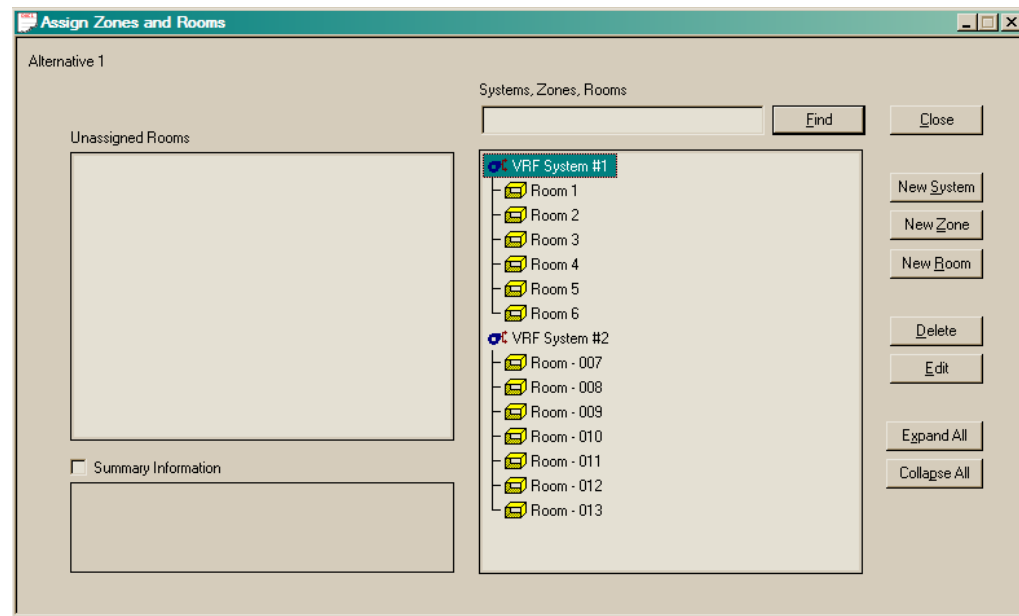 Assign Zones and Rooms
Alternative 1
Systems, Zones, Rooms
Find
Close
Unassigned Rooms
VRF System #1
Room 1
Room 2
Room 3
Room 4
Room 5
Room 6
VRF System #2
Room - 007
Room - 008
Room - 009
Room - 010
Room - 011
Room - 012
Room - 013
New System
New Zone
New Room
Delete
Edit
Expand All
Collapse All
Summary Information